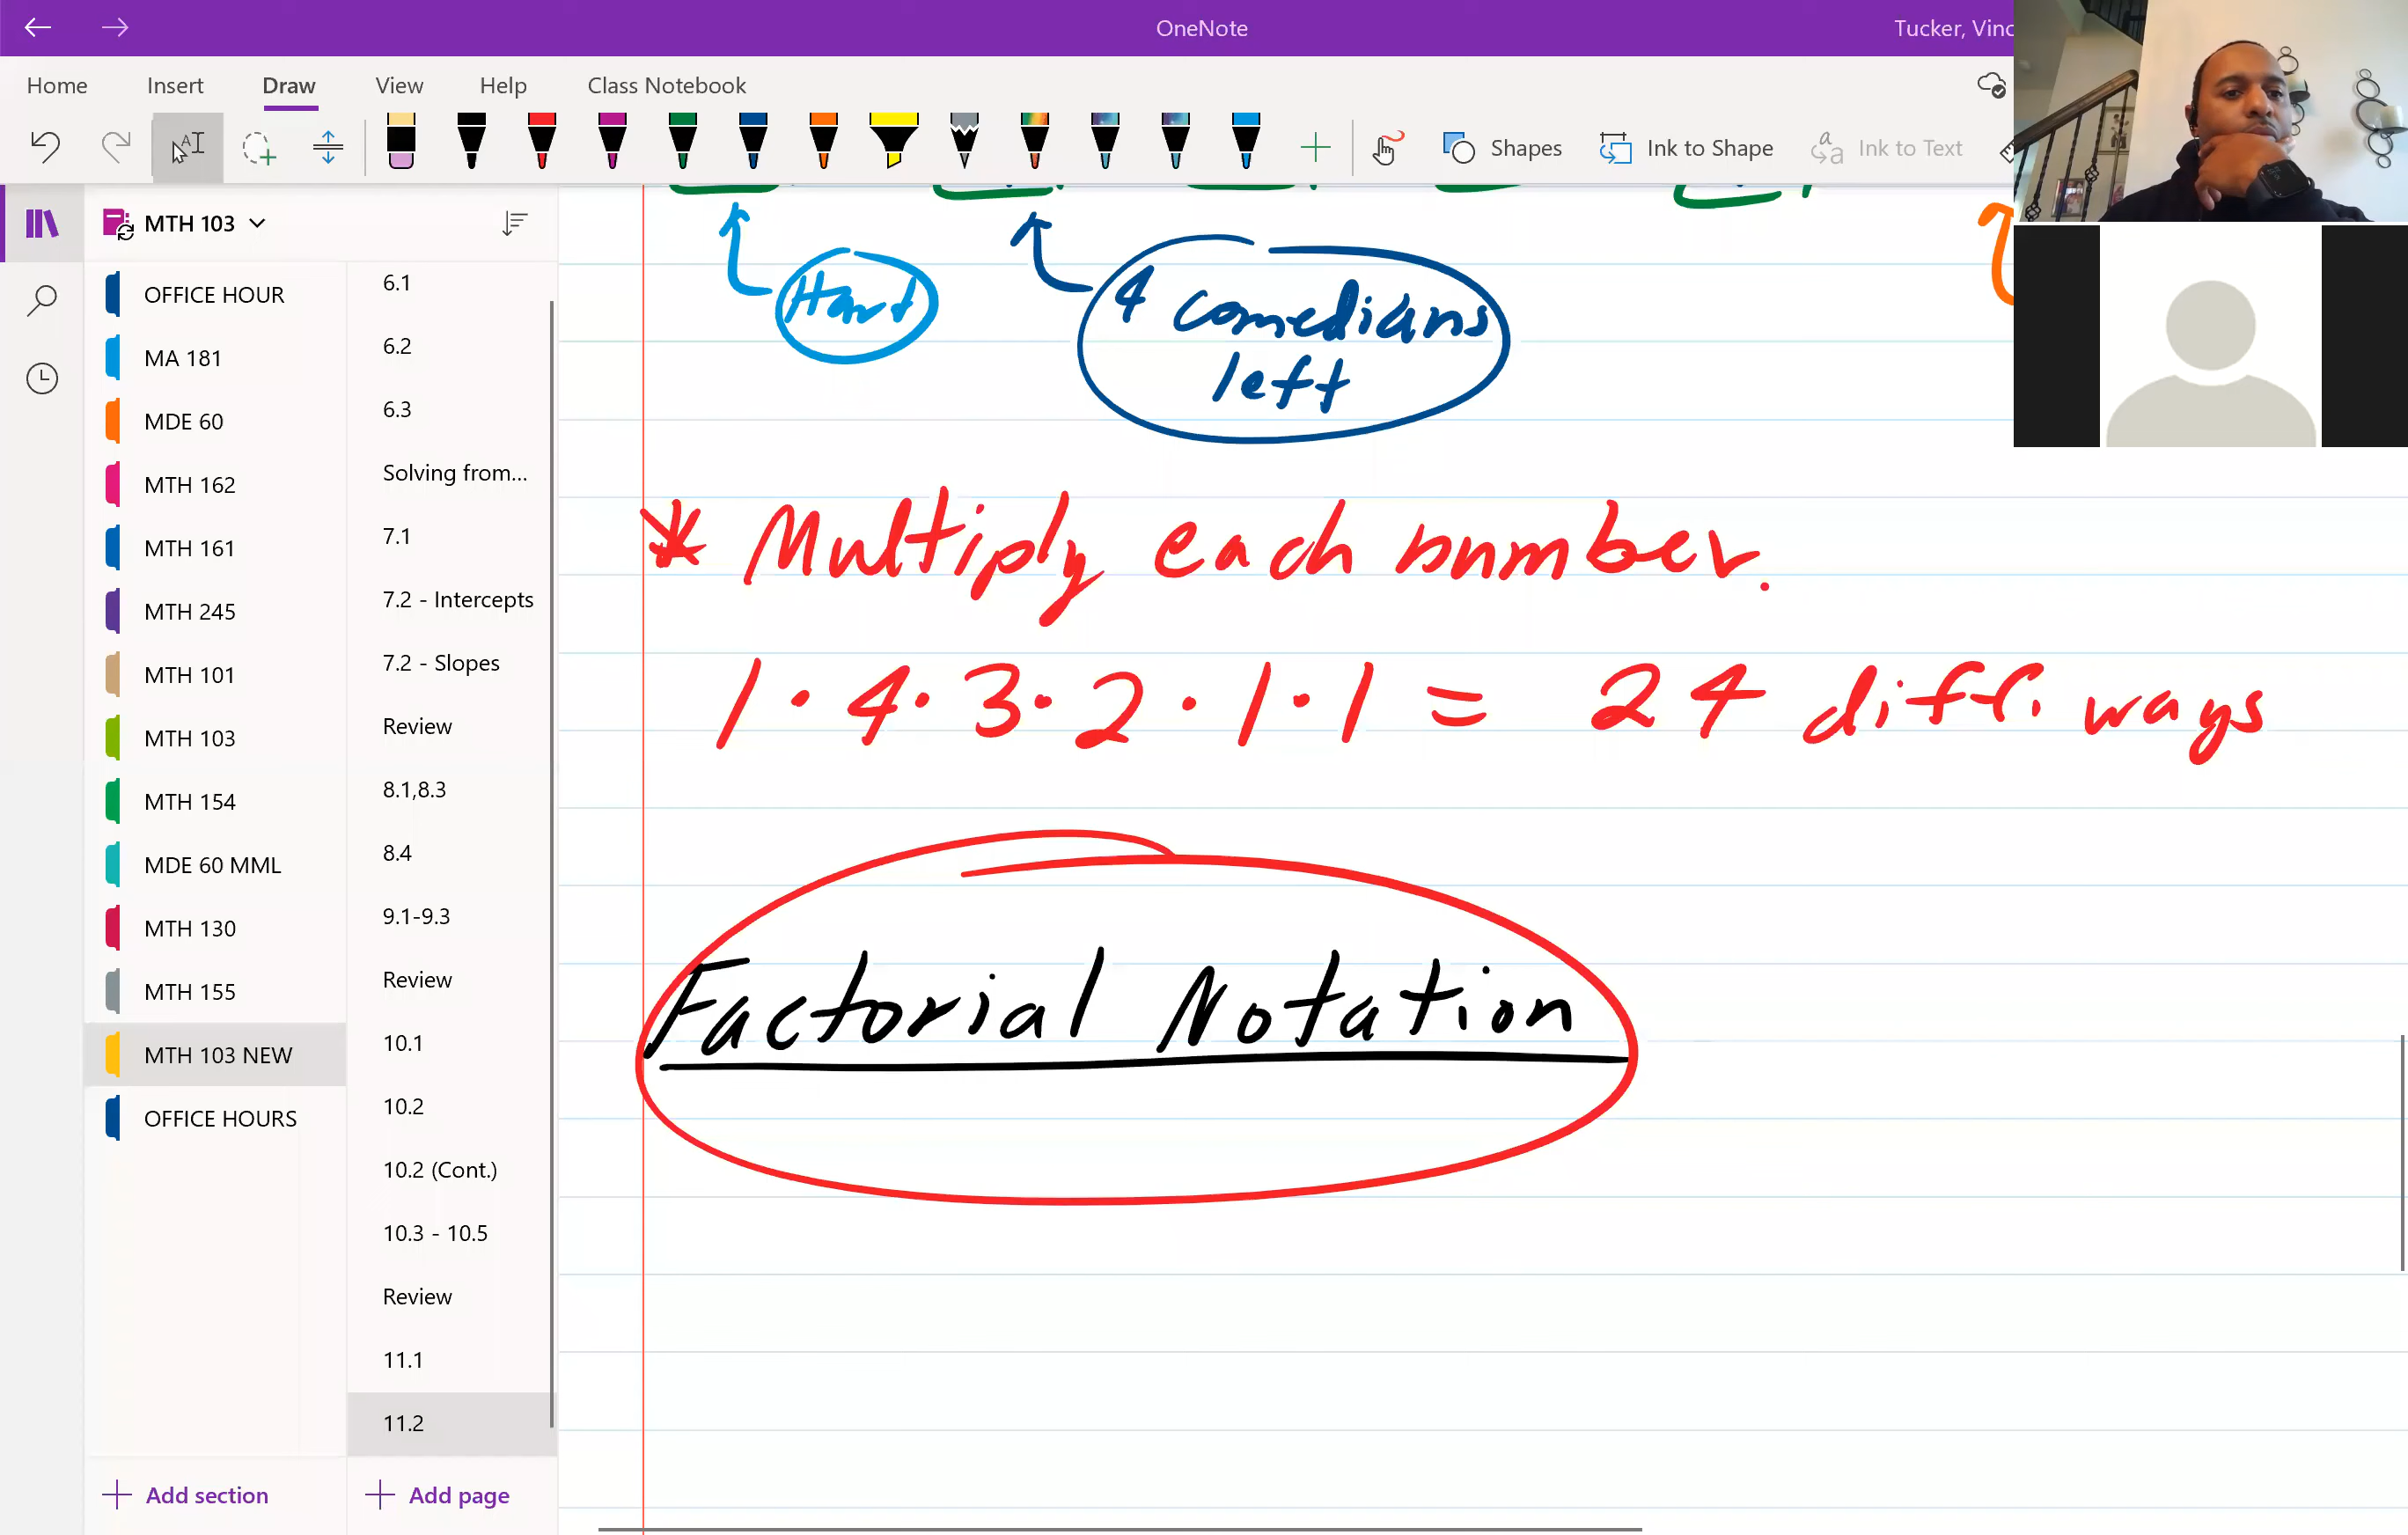 OneNote
Tucker, Vinc
Home Insert Draw View Help Class Notebook
Shapes Ink to Shape Ink to Text
MTH 103
OFFICE HOUR
MA 181
MDE 60
MTH 162
MTH 161
MTH 245
MTH 101
MTH 103
MTH 154
MDE 60 MML
MTH 130
MTH 155
MTH 103 NEW
OFFICE HOURS
Add section
6.1
6.2
6.3
Solving from...
7.1
7.2 - Intercepts
7.2 - Slopes
Review
8.1,8.3
8.4
9.1-9.3
Review
10.1
10.2
10.2 (Cont.)
10.3 - 10.5
Review
11.1
11.2
Add page
Hart
4 comedians
left
* Multiply each number.
1 · 4 · 3 · 2 · 1 · 1 = 24 diff. ways
Factorial Notation